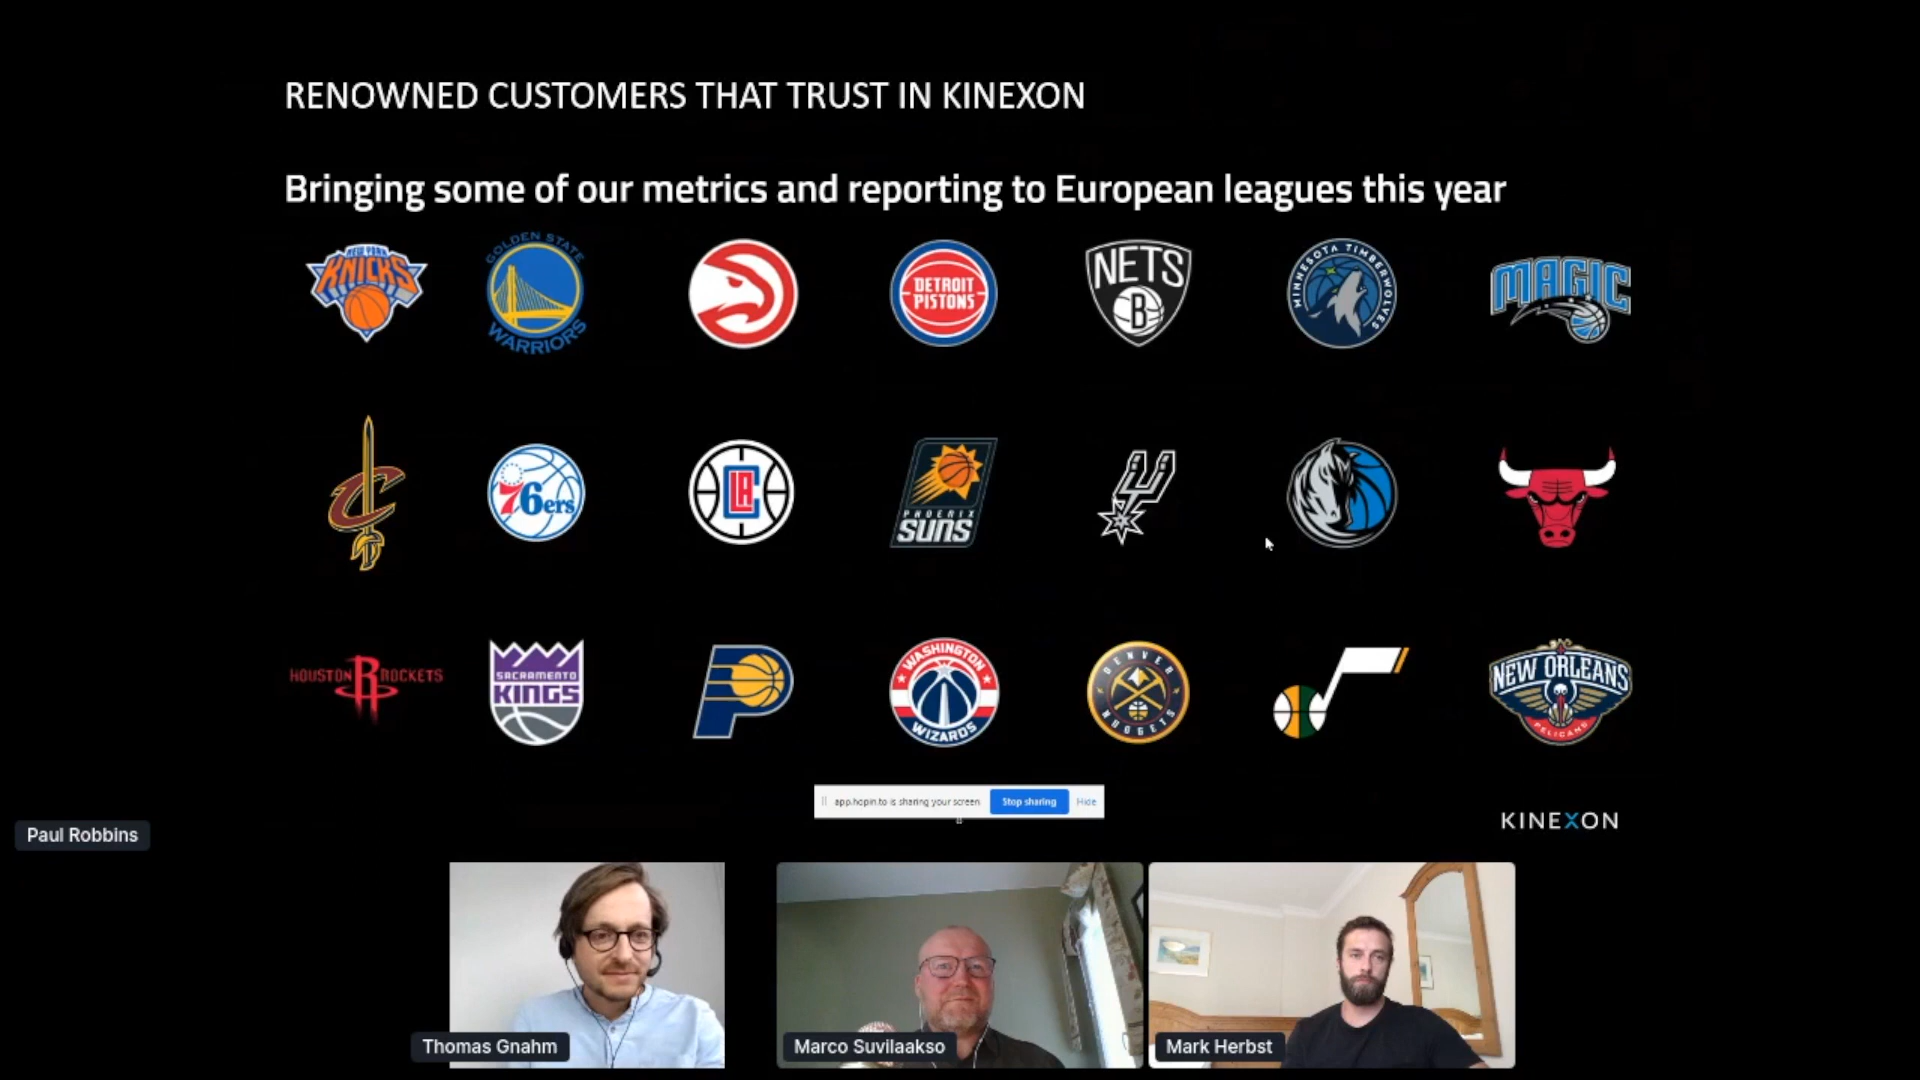 RENOWNED CUSTOMERS THAT TRUST IN KINEXON
Bringing some of our metrics and reporting to European leagues this year
NEW YORK
KNICKS
GOLDEN STATE
WARRIORS
DETROIT
PISTONS
NETS
B
MINNESOTA TIMBERWOLVES
MAGIC
C
76ers
LA
C
PHOENIX
SUNS
HOUSTON R ROCKETS
SACRAMENTO
KINGS
P
WASHINGTON
WIZARDS
DENVER
NUGGETS
NEW ORLEANS
PELICANS
app.hopin.to is sharing your screen
Stop sharing
Hide
KINEXON
Paul Robbins
Thomas Gnahm
Marco Suvilaakso
Mark Herbst